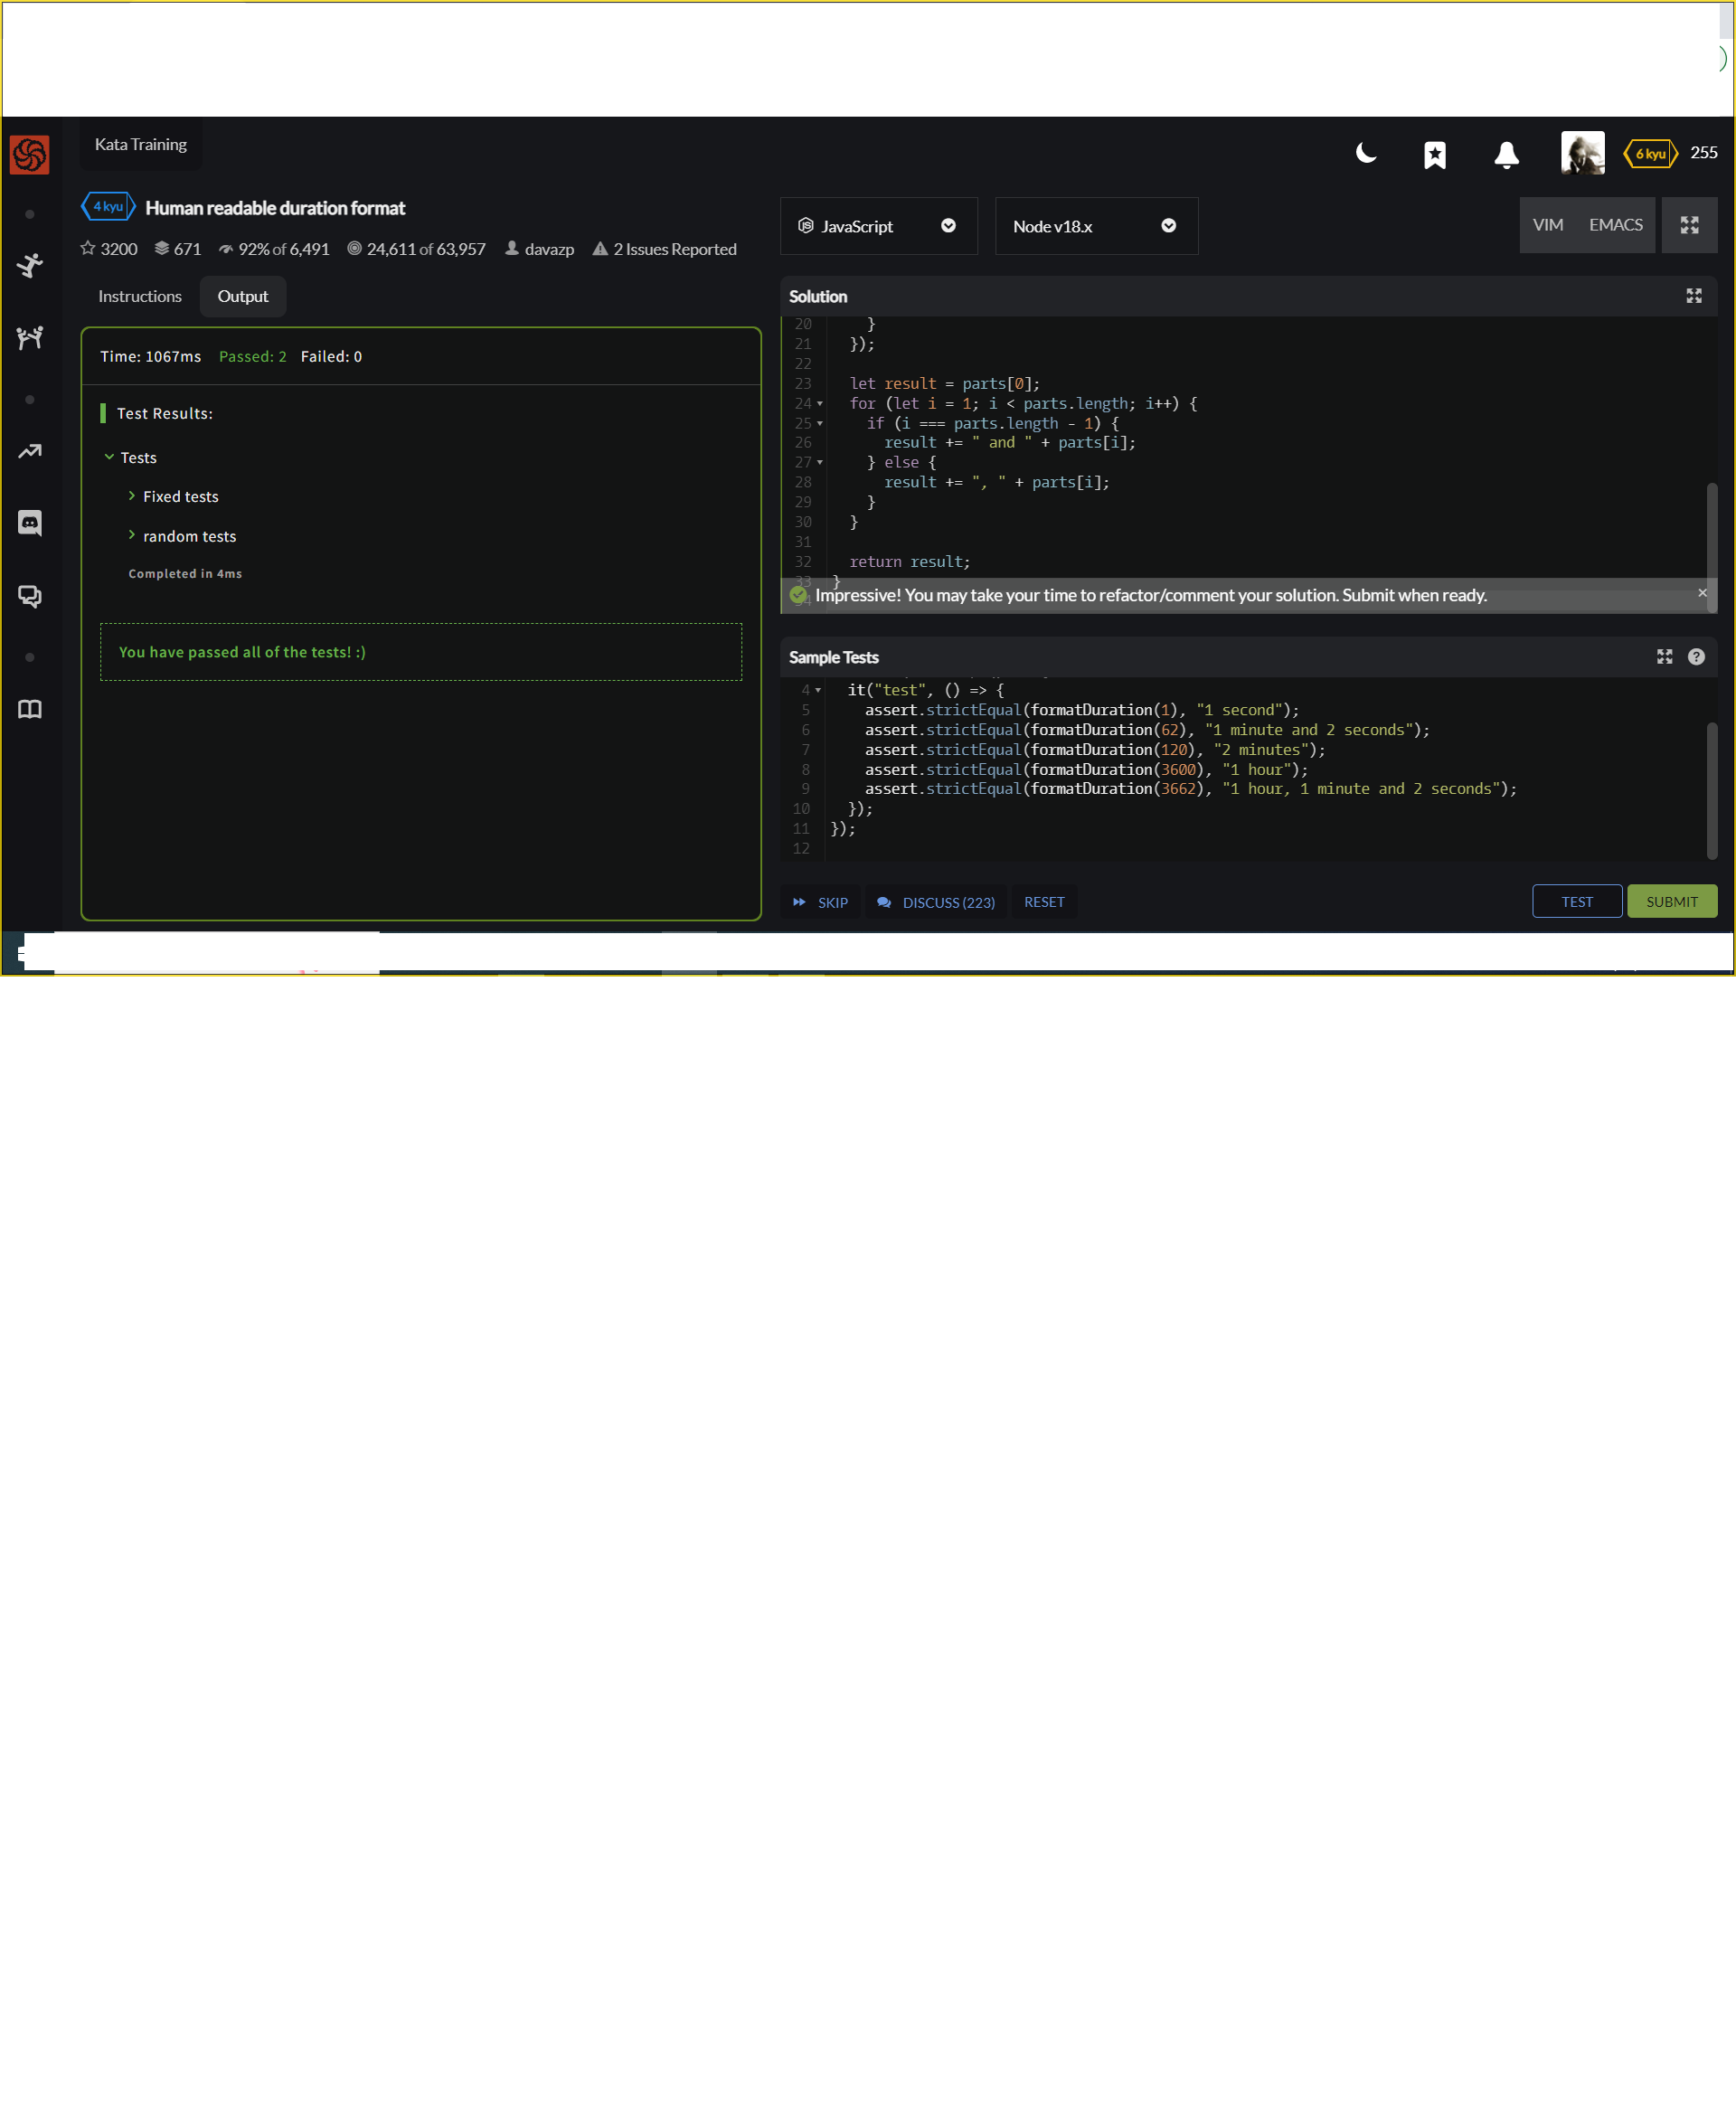 Kata Training
6 kyu 255
4 kyu Human readable duration format
3200 671 92% of 6,491 24,611 of 63,957 davazp 2 Issues Reported
Instructions Output
Time: 1067ms Passed: 2 Failed: 0
Test Results:
Tests
Fixed tests
random tests
Completed in 4ms
You have passed all of the tests! :)
JavaScript Node v18.x VIM EMACS
Solution
20 }
21 });
22
23 let result = parts[0];
24 for (let i = 1; i < parts.length; i++) {
25 if (i === parts.length - 1) {
26 result += " and " + parts[i];
27 } else {
28 result += ", " + parts[i];
29 }
30 }
31
32 return result;
33 }
34
Impressive! You may take your time to refactor/comment your solution. Submit when ready. ×
Sample Tests
4 it("test", () => {
5 assert.strictEqual(formatDuration(1), "1 second");
6 assert.strictEqual(formatDuration(62), "1 minute and 2 seconds");
7 assert.strictEqual(formatDuration(120), "2 minutes");
8 assert.strictEqual(formatDuration(3600), "1 hour");
9 assert.strictEqual(formatDuration(3662), "1 hour, 1 minute and 2 seconds");
10 });
11 });
12
SKIP DISCUSS (223) RESET TEST SUBMIT